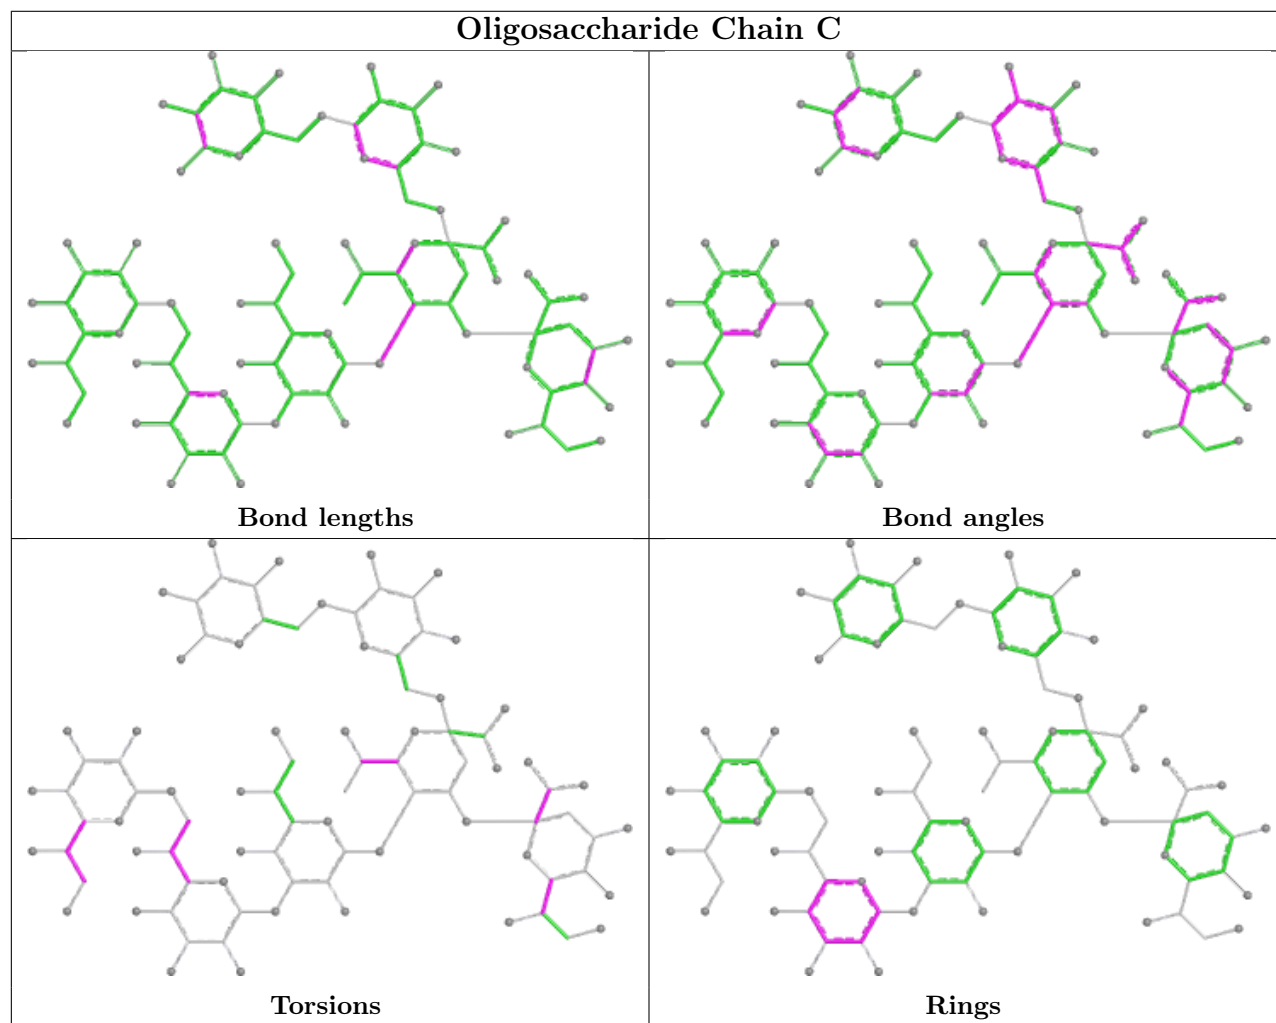 Oligosaccharide Chain C
Bond lengths
Bond angles
Torsions
Rings